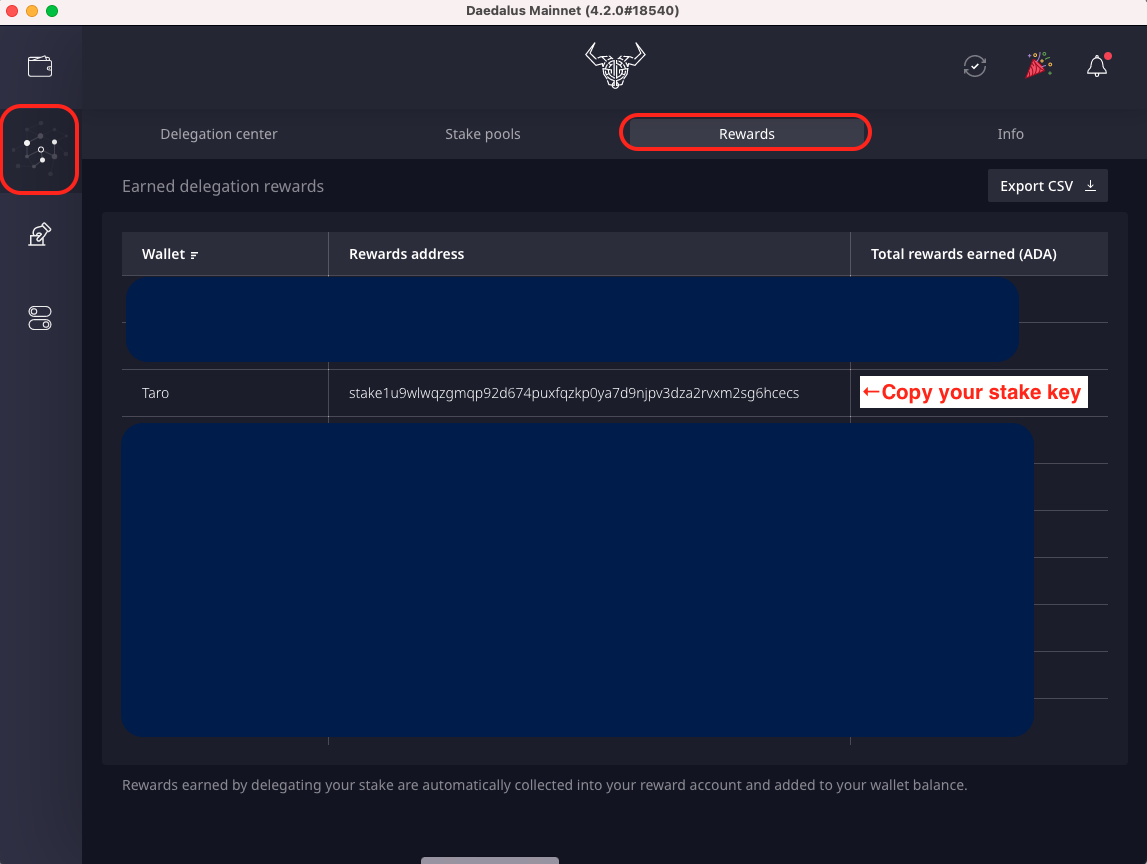 Daedalus Mainnet (4.2.0#18540)
Delegation center
Stake pools
Rewards
Info
Earned delegation rewards
Export CSV
Wallet
Rewards address
Total rewards earned (ADA)
Taro
stake1u9wlwqzgmqp92d674puxfqzkp0ya7d9njpv3dza2rvxm2sg6hcecs
←Copy your stake key
Rewards earned by delegating your stake are automatically collected into your reward account and added to your wallet balance.